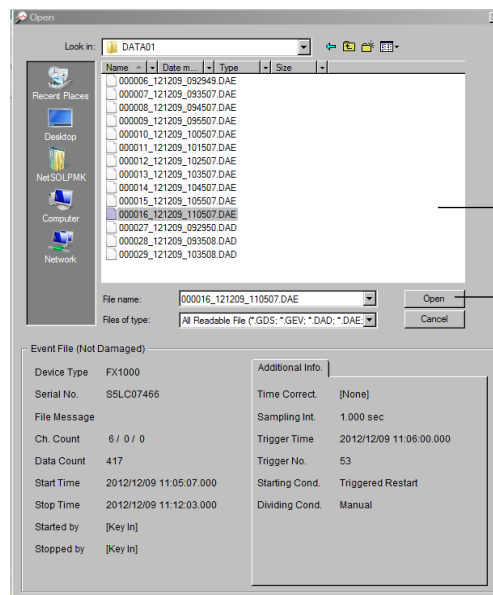 Open
Look in: DATA01
Name Date m... Type Size
Recent Places
Desktop
NetSOLPMK
Computer
Network
000006_121209_092949.DAE
000007_121209_093507.DAE
000008_121209_094507.DAE
000009_121209_095507.DAE
000010_121209_100507.DAE
000011_121209_101507.DAE
000012_121209_102507.DAE
000013_121209_103507.DAE
000014_121209_104507.DAE
000015_121209_105507.DAE
000016_121209_110507.DAE
000027_121209_092950.DAD
000028_121209_093508.DAD
000029_121209_103508.DAD
File name: 000016_121209_110507.DAE Open
Files of type: All Readable File (*.GDS; *.GEV; *.DAD; *.DAE; Cancel
Event File (Not Damaged)
Device Type FX1000
Serial No. S5LC07466
File Message
Ch. Count 6 / 0 / 0
Data Count 417
Start Time 2012/12/09 11:05:07.000
Stop Time 2012/12/09 11:12:03.000
Started by [Key In]
Stopped by [Key In]
Additional Info.
Time Correct. [None]
Sampling Int. 1.000 sec
Trigger Time 2012/12/09 11:06:00.000
Trigger No. 53
Starting Cond. Triggered Restart
Dividing Cond. Manual